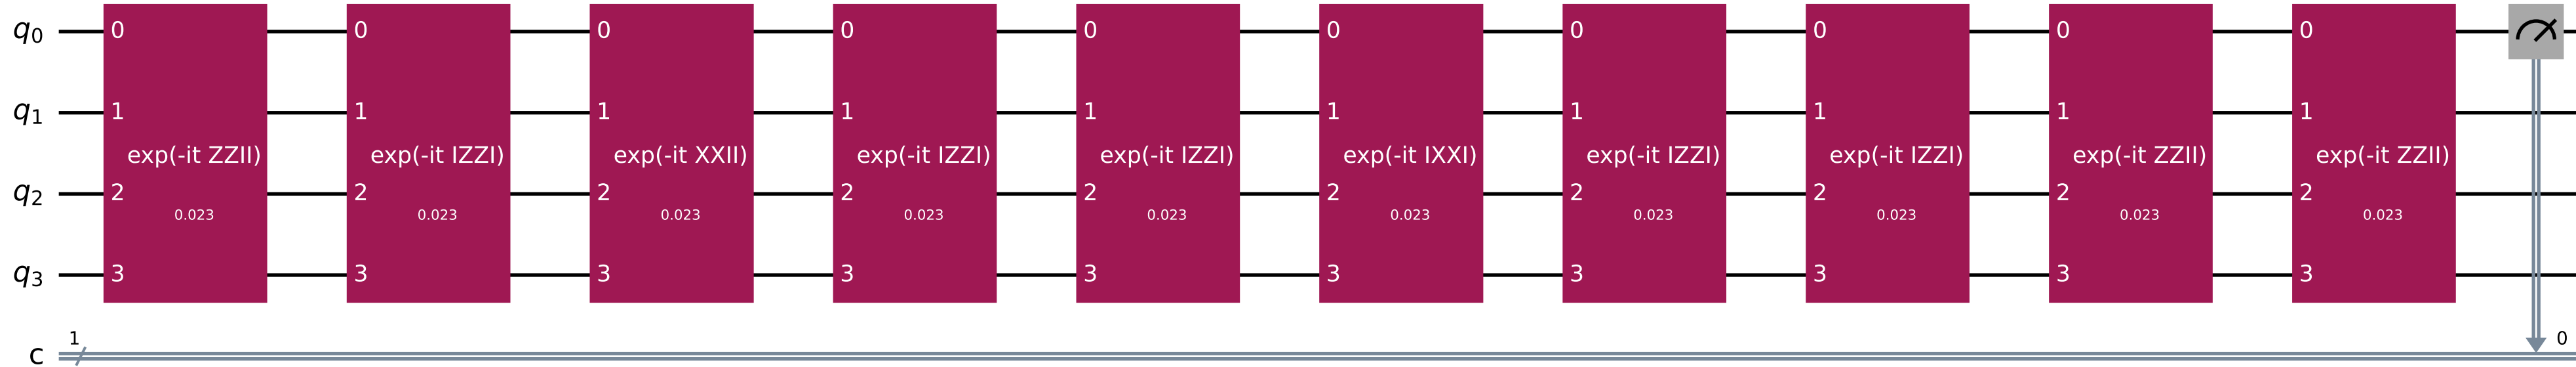 q0 0 0 0 0 0 0 0 0 0 0
q1 1 1 1 1 1 1 1 1 1 1
exp(-it ZZII) exp(-it IZZI) exp(-it XXII) exp(-it IZZI) exp(-it IZZI) exp(-it IXXI) exp(-it IZZI) exp(-it IZZI) exp(-it ZZII) exp(-it ZZII)
q2 2 2 2 2 2 2 2 2 2 2
0.023 0.023 0.023 0.023 0.023 0.023 0.023 0.023 0.023 0.023
q3 3 3 3 3 3 3 3 3 3 3
1 0
c